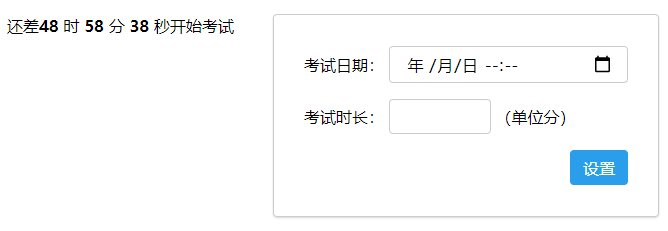 还差48 时 58 分 38 秒开始考试
考试日期： 年 /月/日 --:--
考试时长： （单位分）
设置